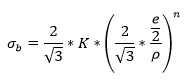 σ_b = 2/√3 * K * (2/√3 * (e/2)/ρ)^n